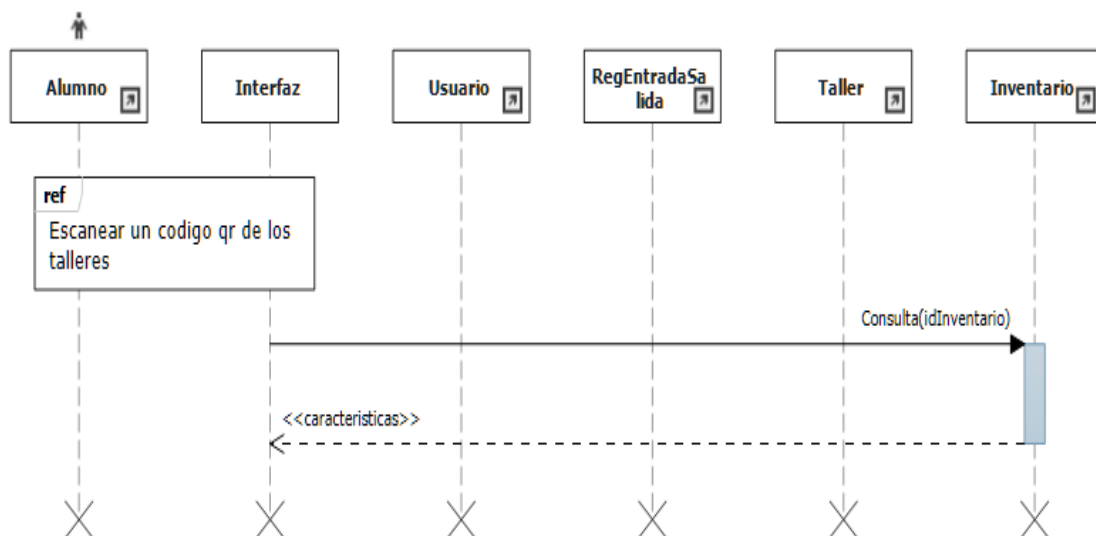 Alumno
Interfaz
Usuario
RegEntradaSa
lida
Taller
Inventario
ref
Escanear un codigo qr de los
talleres
Consulta(idInventario)
<<caracteristicas>>